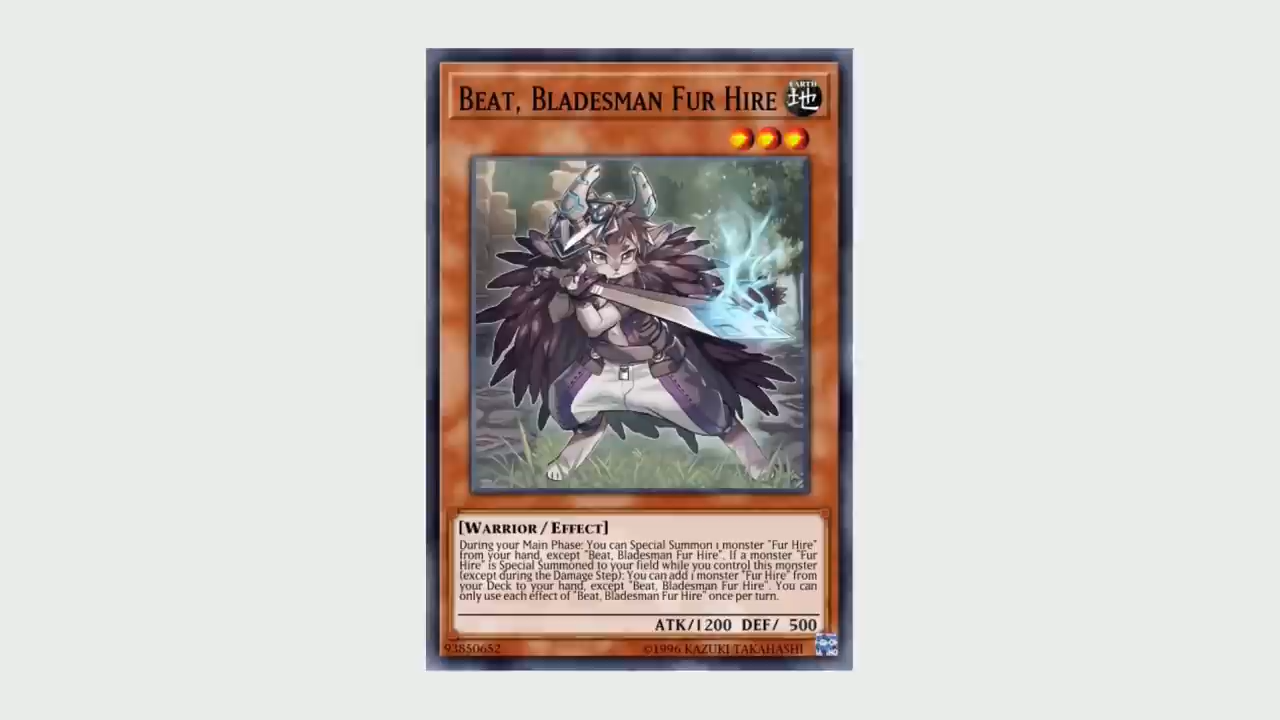 BEAT, BLADESMAN FUR HIRE
EARTH
地
[WARRIOR / EFFECT]
During your Main Phase: You can Special Summon 1 monster "Fur Hire"
from your hand, except "Beat, Bladesman Fur Hire". If a monster "Fur
Hire" is Special Summoned to your field while you control this monster
(except during the Damage Step): You can add 1 monster "Fur Hire" from
your Deck to your hand, except "Beat, Bladesman Fur Hire". You can
only use each effect of "Beat, Bladesman Fur Hire" once per turn.
ATK/1200 DEF/ 500
93850652
©1996 KAZUKI TAKAHASHI